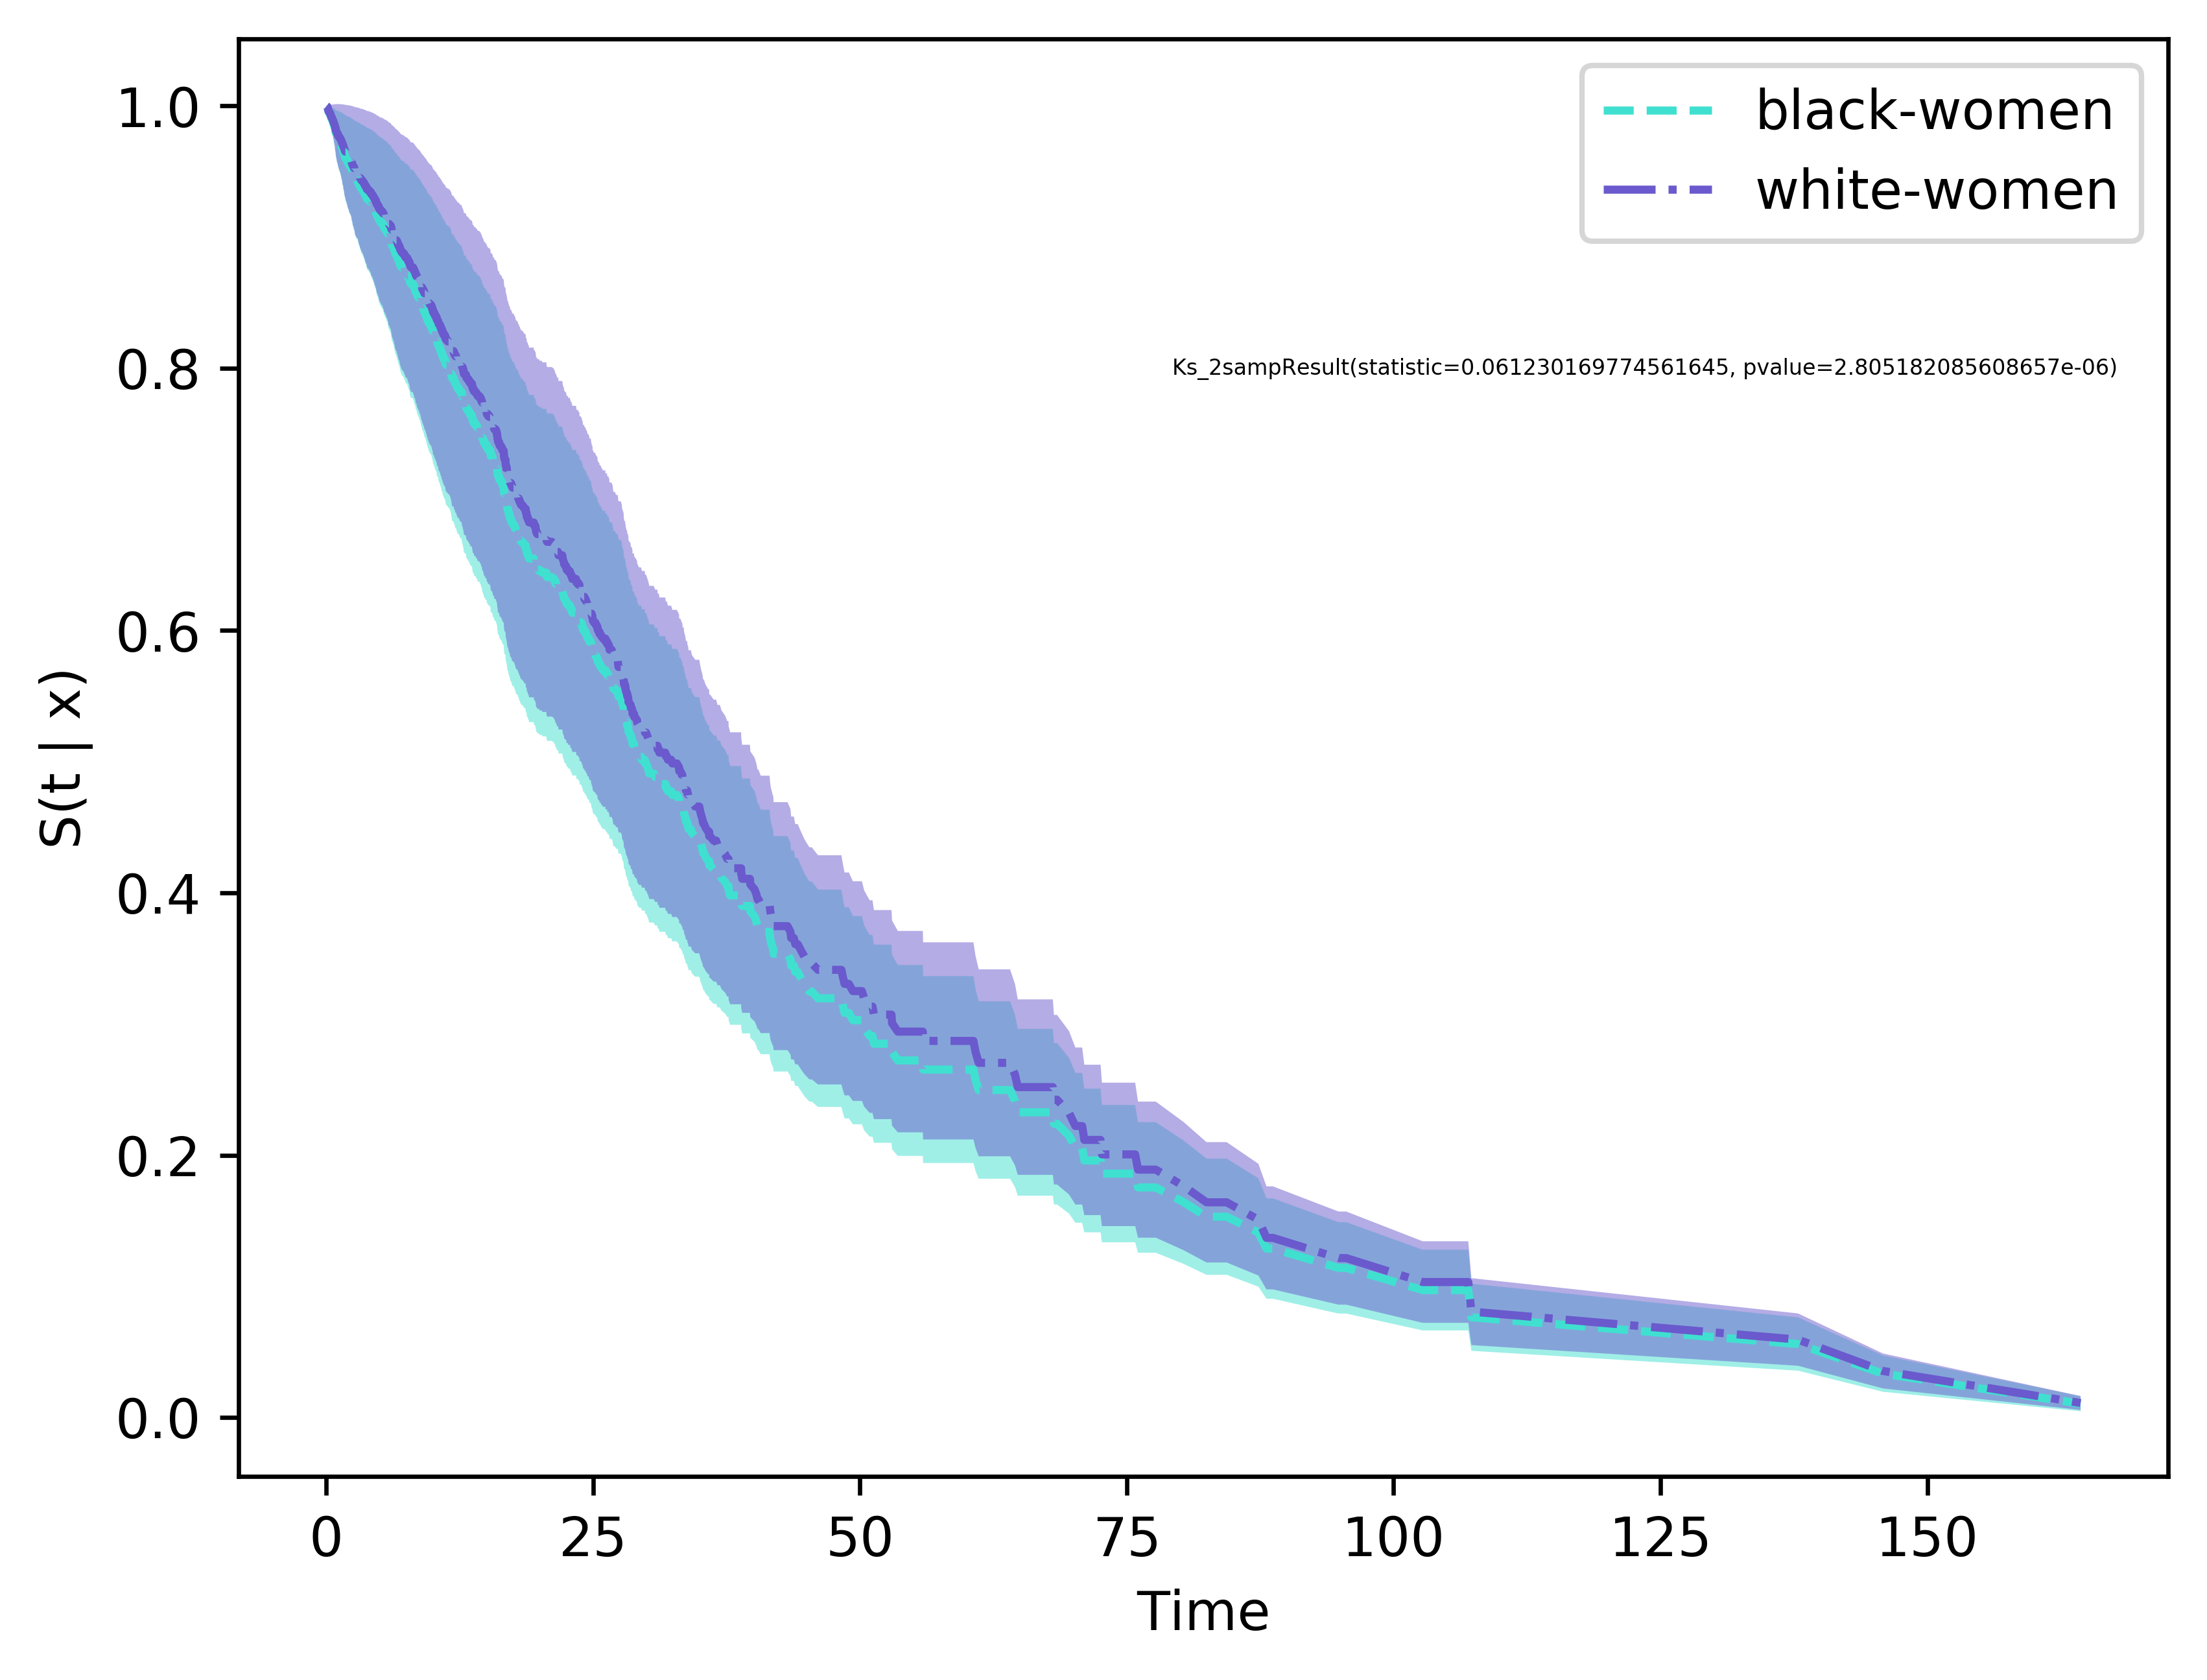 black-women
white-women
Ks_2sampResult(statistic=0.061230169774561645, pvalue=2.805182085608657e-06)
S(t | x)
1.0
0.8
0.6
0.4
0.2
0.0
0 25 50 75 100 125 150
Time